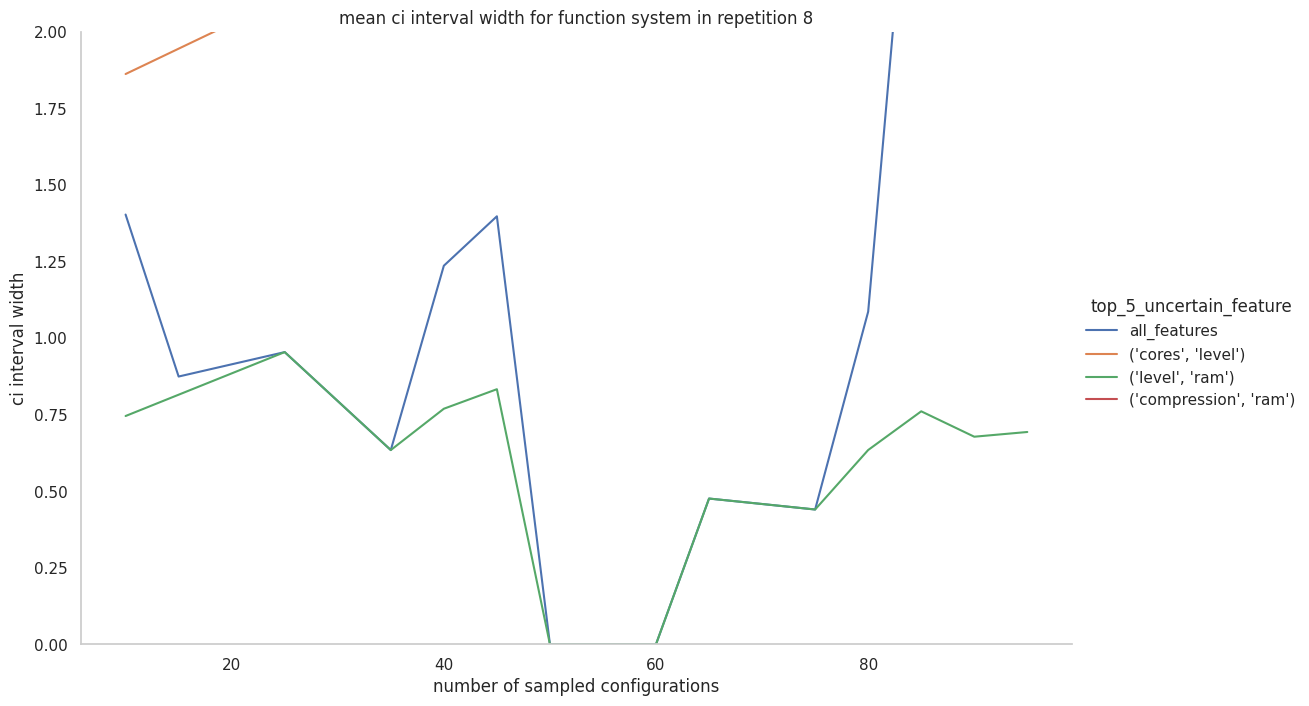 mean ci interval width for function system in repetition 8
2.00
1.75
1.50
1.25
1.00
0.75
0.50
0.25
0.00
ci interval width
20 40 60 80
number of sampled configurations
top_5_uncertain_feature
all_features
('cores', 'level')
('level', 'ram')
('compression', 'ram')